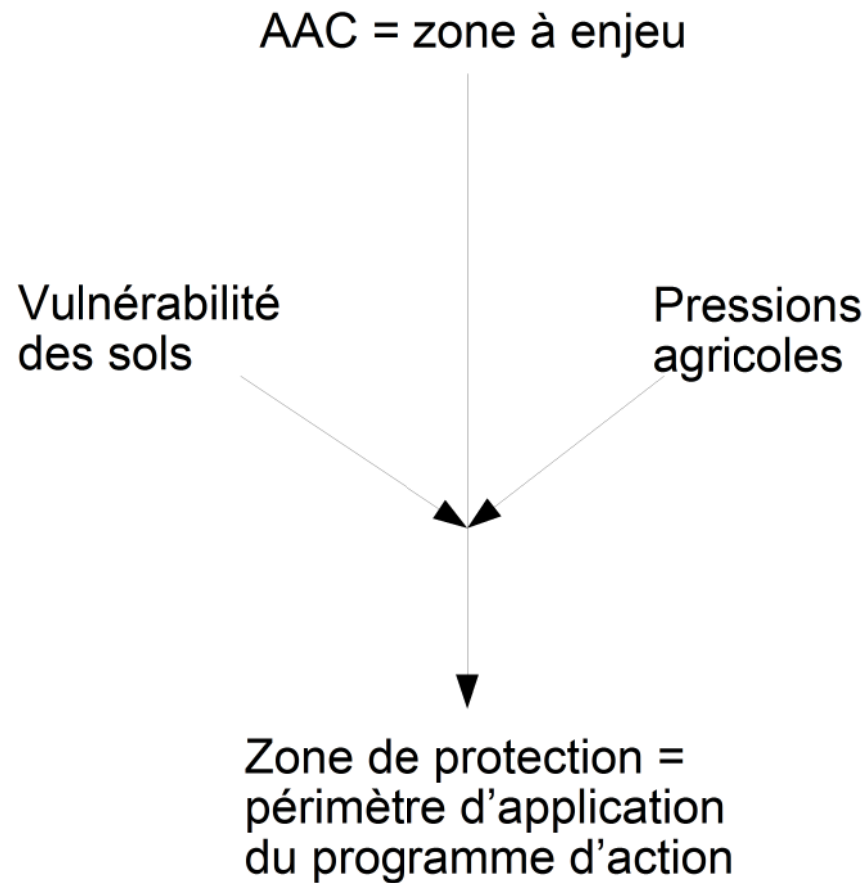 AAC = zone à enjeu
Vulnérabilité
des sols
Pressions
agricoles
Zone de protection =
périmètre d'application
du programme d'action